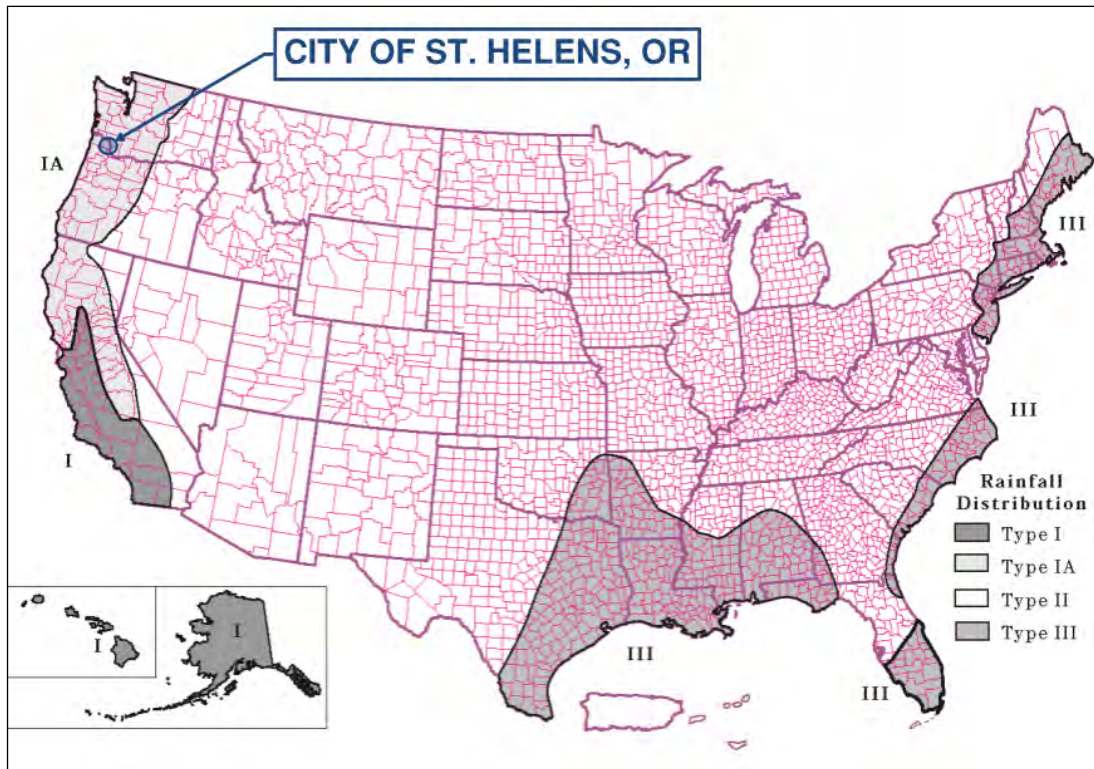 CITY OF ST. HELENS, OR
IA
III
I
III
Rainfall
Distribution
Type I
Type IA
Type II
Type III
I
I
III
III